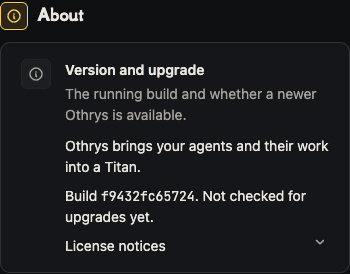 About
Version and upgrade
The running build and whether a newer
Othrys is available.
Othrys brings your agents and their work
into a Titan.
Build f9432fc65724. Not checked for
upgrades yet.
License notices